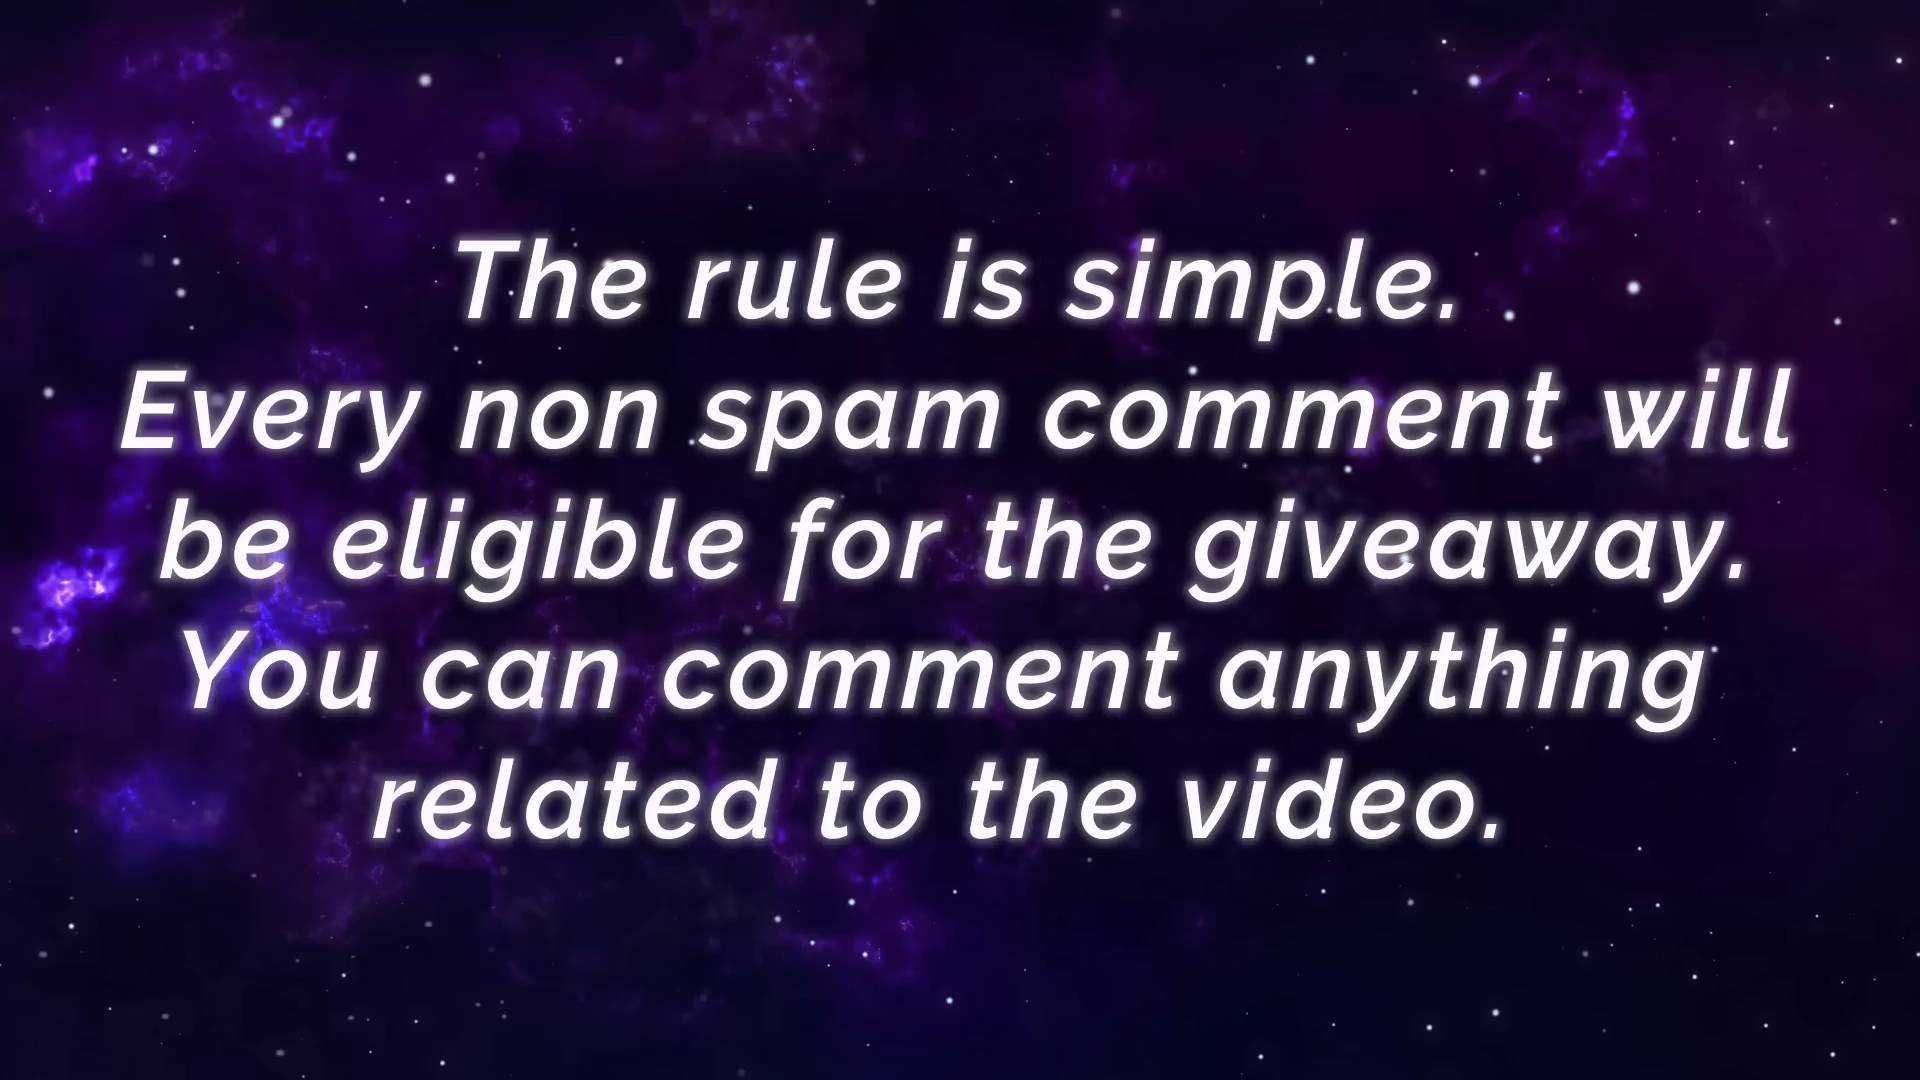 The rule is simple.
Every non spam comment will
be eligible for the giveaway.
You can comment anything
related to the video.